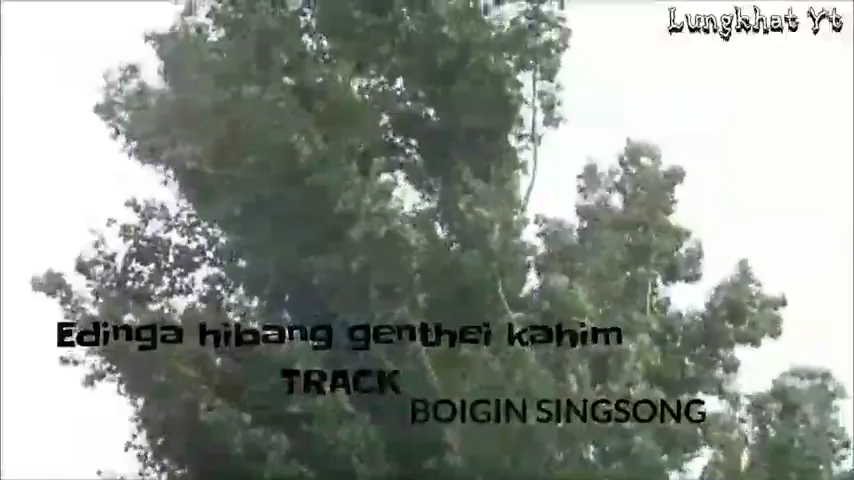 Lungkhat Yt
Edinga hibang genthei kahim
TRACK
BOIGIN SINGSONG